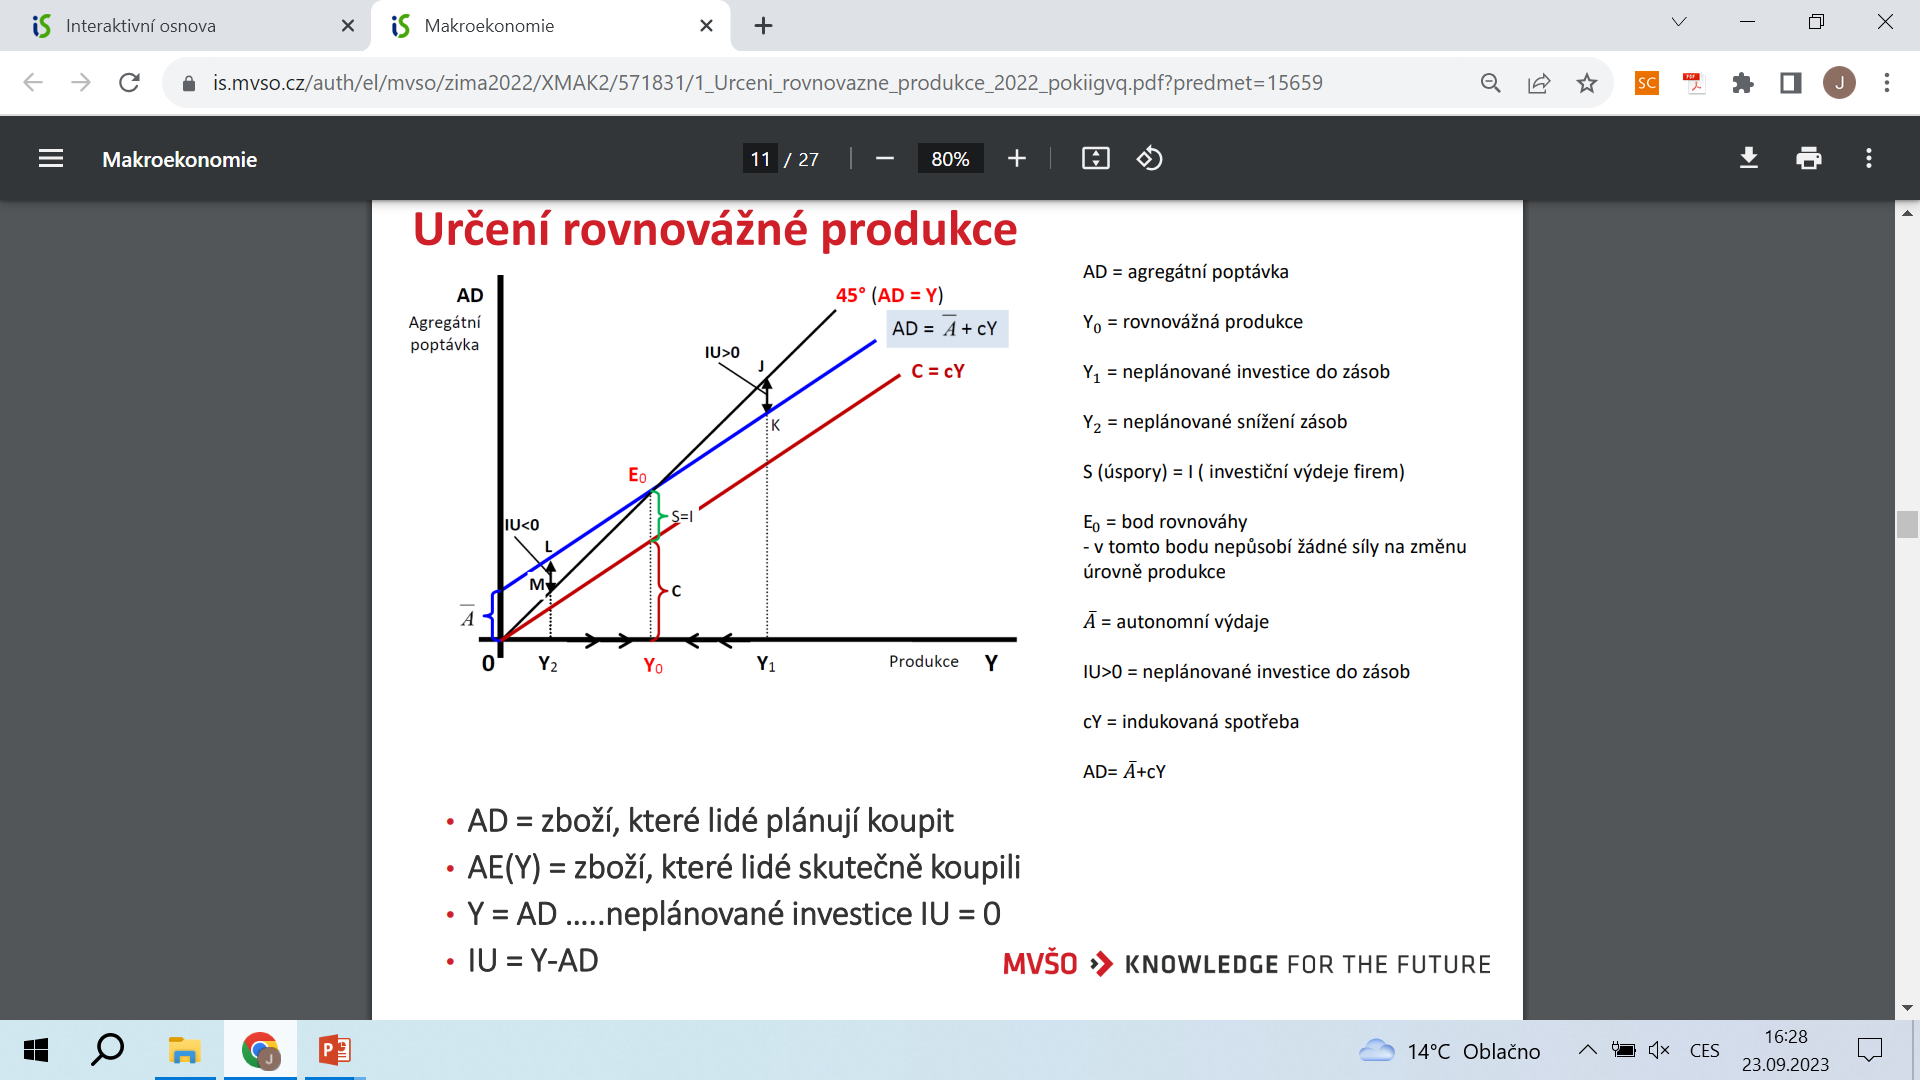 Interaktivní osnova
Makroekonomie
is.mvso.cz/auth/el/mvso/zima2022/XMAK2/571831/1_Urceni_rovnovazne_produkce_2022_pokiigvq.pdf?predmet=15659
SC
PDF
J
Makroekonomie
11 / 27
80%
Určení rovnovážné produkce
AD
Agregátní
poptávka
45° (AD = Y)
AD = A̅ + cY
C = cY
IU>0
J
K
E₀
S=I
IU<0
L
M
C
A̅
0
Y₂
Y₀
Y₁
Produkce Y
AD = agregátní poptávka
Y₀ = rovnovážná produkce
Y₁ = neplánované investice do zásob
Y₂ = neplánované snížení zásob
S (úspory) = I ( investiční výdeje firem)
E₀ = bod rovnováhy
- v tomto bodu nepůsobí žádné síly na změnu
úrovně produkce
A̅ = autonomní výdaje
IU>0 = neplánované investice do zásob
cY = indukovaná spotřeba
AD= A̅+cY
• AD = zboží, které lidé plánují koupit
• AE(Y) = zboží, které lidé skutečně koupili
• Y = AD .....neplánované investice IU = 0
• IU = Y-AD
MVŠO KNOWLEDGE FOR THE FUTURE
J
P
14°C Oblačno
CES
16:28
23.09.2023